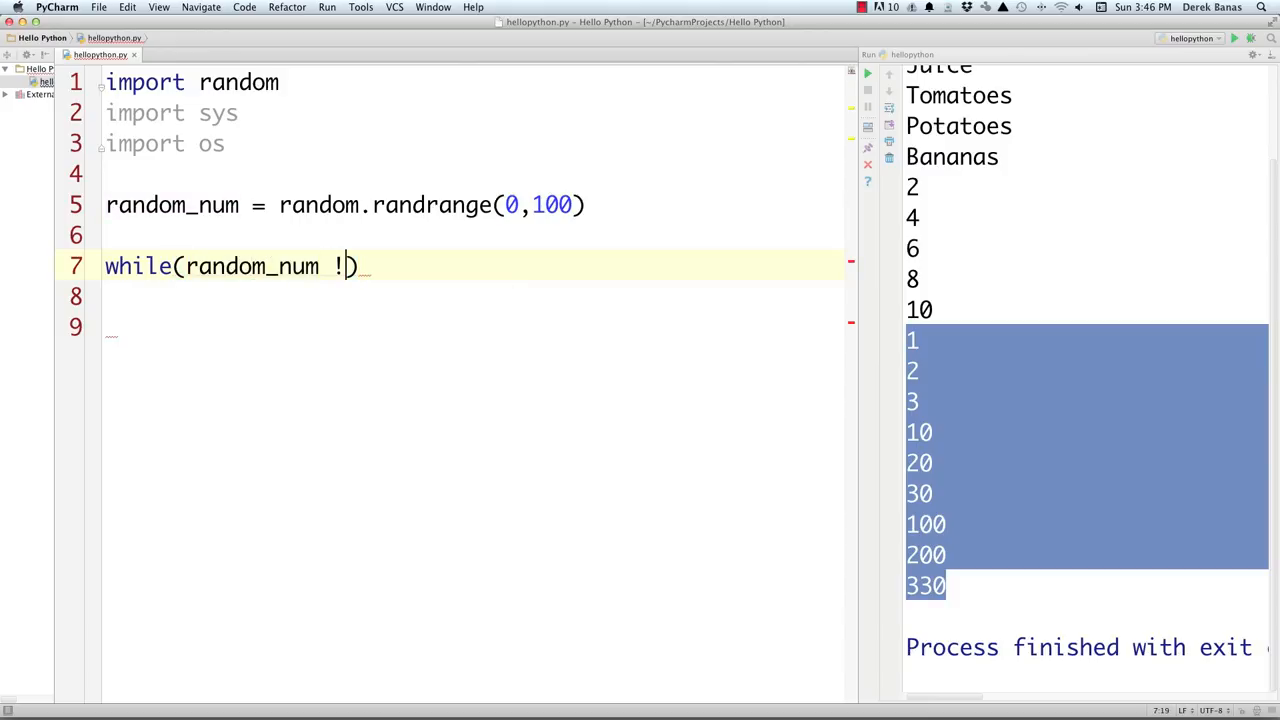 PyCharm File Edit View Navigate Code Refactor Run Tools VCS Window Help 10 Sun 3:46 PM Derek Banas
hellopython.py - Hello Python - [~/PycharmProjects/Hello Python]
Hello Python hellopython.py hellopython
hellopython.py Run hellopython
Hello P
hell
Externa
1 import random
2 import sys
3 import os
4
5 random_num = random.randrange(0,100)
6
7 while(random_num !)
8
9
Juice
Tomatoes
Potatoes
Bananas
2
4
6
8
10
1
2
3
10
20
30
100
200
330
Process finished with exit
7:19 LF UTF-8